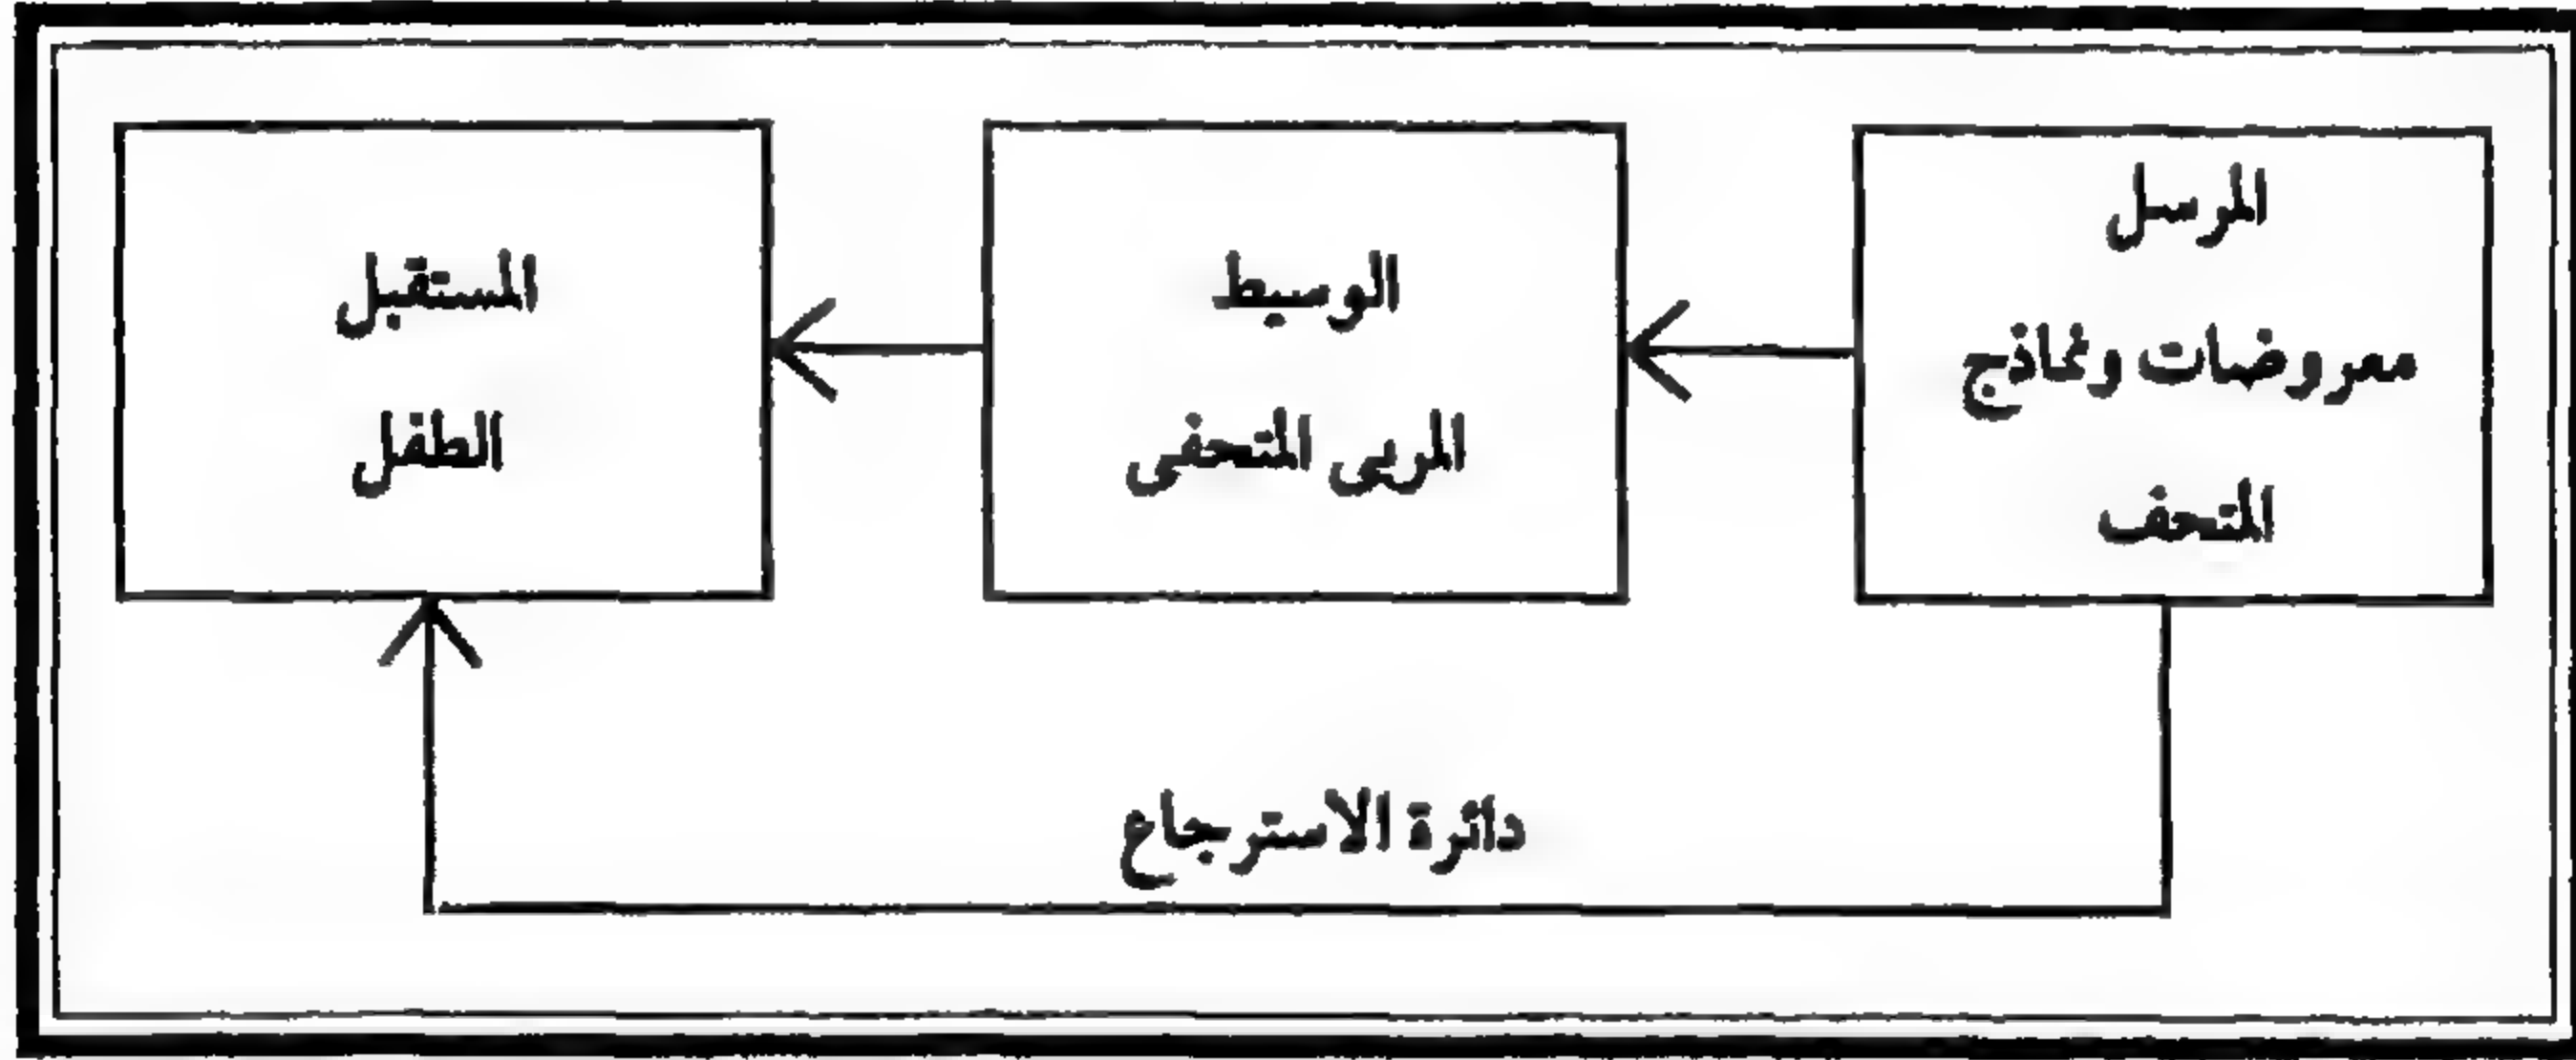 المرسل
معروضات ونماذج
المتحف
الوسيط
المربى المتحفى
المستقبل
الطفل
دائرة الاسترجاع